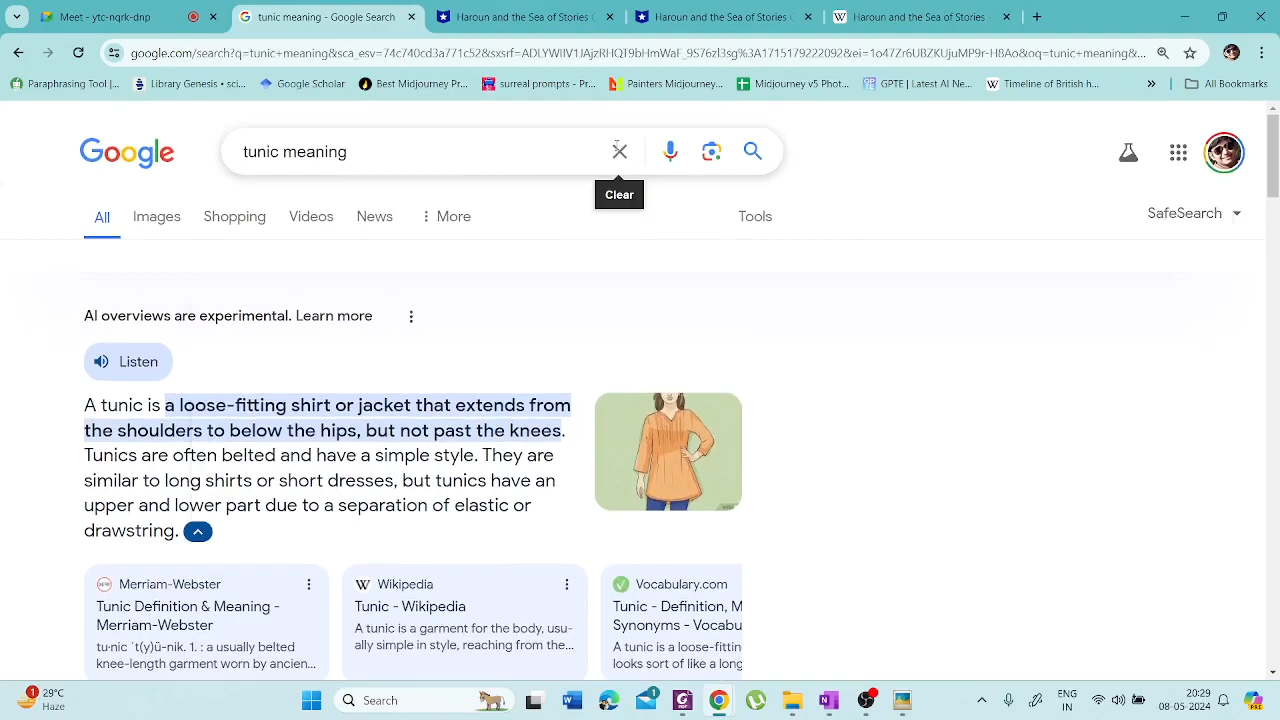 Meet - ytc-nqrk-dnp
tunic meaning - Google Search
Haroun and the Sea of Stories
Haroun and the Sea of Stories
Haroun and the Sea of Stories -
google.com/search?q=tunic+meaning&sca_esv=74c740cd3a771c52&sxsrf=
Paraphrasing Tool |...
Library Genesis • sci...
Google Scholar
Best Midjourney Pr...
surreal prompts - Pr...
Painters Midjourney...
Midjourney v5 Phot...
GPTE | Latest AI Ne...
Timeline of British h...
All Bookmarks
Google
tunic meaning
Clear
All Images Shopping Videos News More Tools SafeSearch
AI overviews are experimental. Learn more
Listen
A tunic is a loose-fitting shirt or jacket that extends from
the shoulders to below the hips, but not past the knees.
Tunics are often belted and have a simple style. They are
similar to long shirts or short dresses, but tunics have an
upper and lower part due to a separation of elastic or
drawstring.
Merriam-Webster
Tunic Definition & Meaning -
Merriam-Webster
tu·nic ˈt(y)ü-nik. 1. : a usually belted
knee-length garment worn by ancien...
W Wikipedia
Tunic - Wikipedia
A tunic is a garment for the body, usu-
ally simple in style, reaching from the...
Vocabulary.com
Tunic - Definition, M
Synonyms - Vocabu
A tunic is a loose-fittin
looks sort of like a long
1
29°C
Haze
Search
1
ENG
IN
20:29
08-05-2024